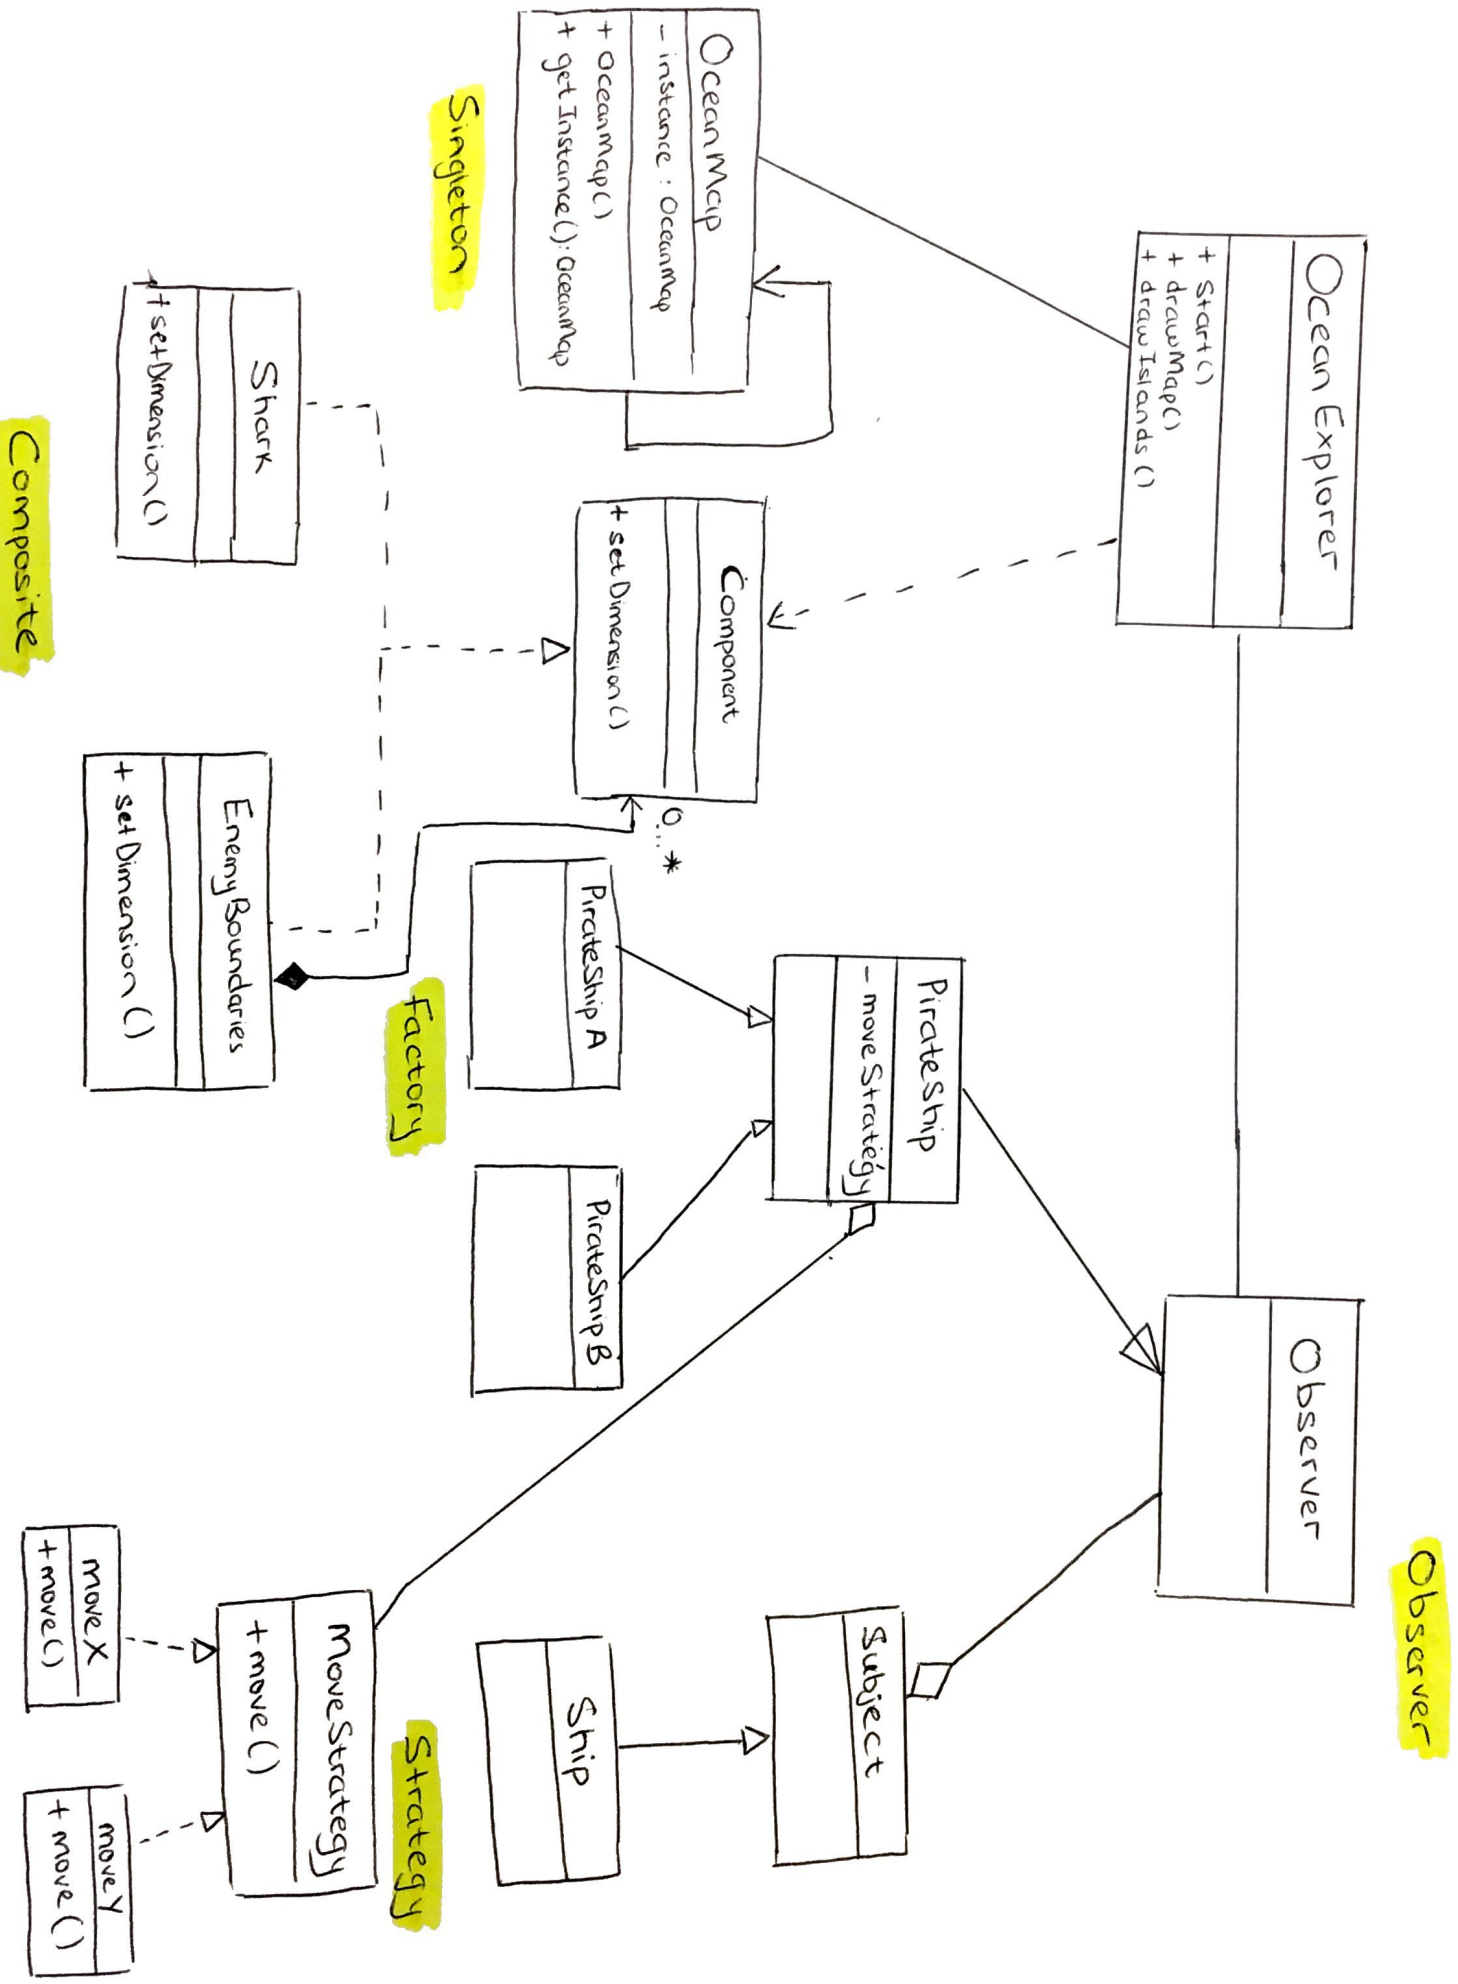 Observer
Ocean Explorer
+ Start()
+ drawMap()
+ drawIslands()
Observer
OceanMap
- instance : OceanMap
+ OceanMap()
+ getInstance(): OceanMap
Singleton
Component
+ setDimension()
0...*
PirateShip
- moveStrategy
Subject
PirateShip A
PirateShip B
Ship
Factory
Strategy
Shark
+ setDimension()
EnemyBoundaries
+ setDimension()
MoveStrategy
+ move()
moveX
+ move()
moveY
+ move()
Composite